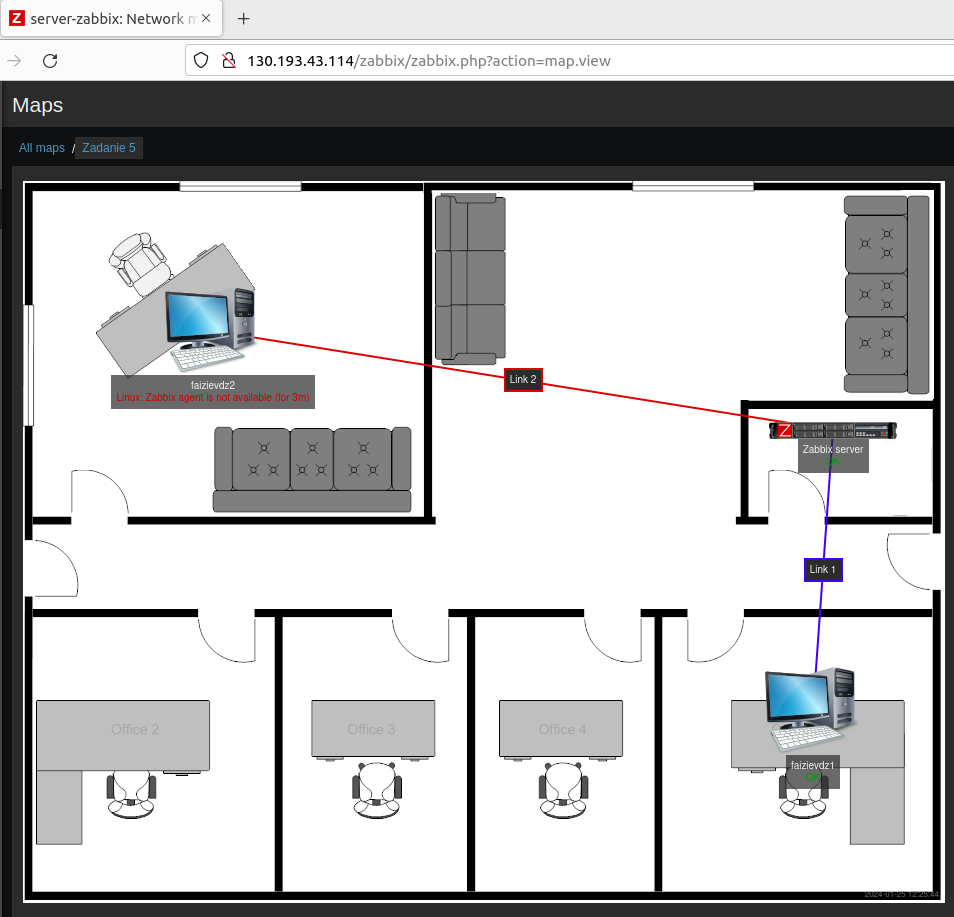 server-zabbix: Network m
130.193.43.114/zabbix/zabbix.php?action=map.view
Maps
All maps / Zadanie 5
faizievdz2
Linux: Zabbix agent is not available (for 3m)
Link 2
Zabbix server
OK
Link 1
Office 2
Office 3
Office 4
faizievdz1
OK
2024-01-25 12:25:44